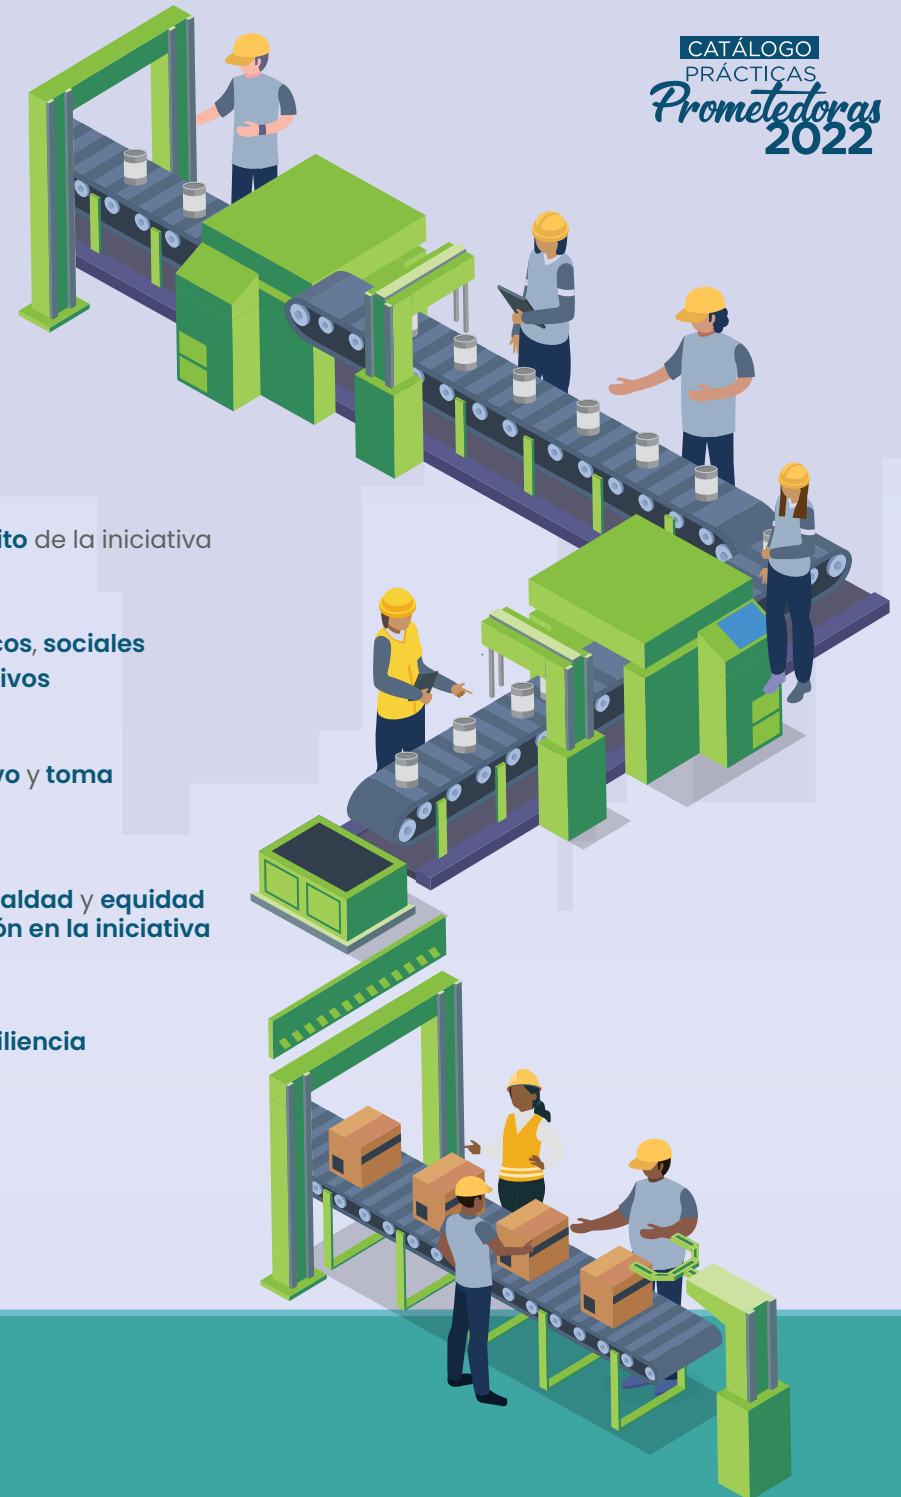 CATÁLOGO
PRÁCTICAS
Prometedoras
2022
ito de la iniciativa
cos, sociales
ivos
vo y toma
aldad y equidad
ón en la iniciativa
iliencia